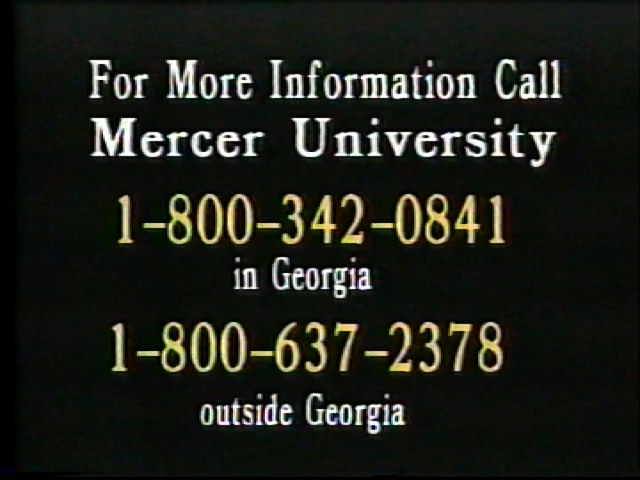 For More Information Call
Mercer University
1-800-342-0841
in Georgia
1-800-637-2378
outside Georgia